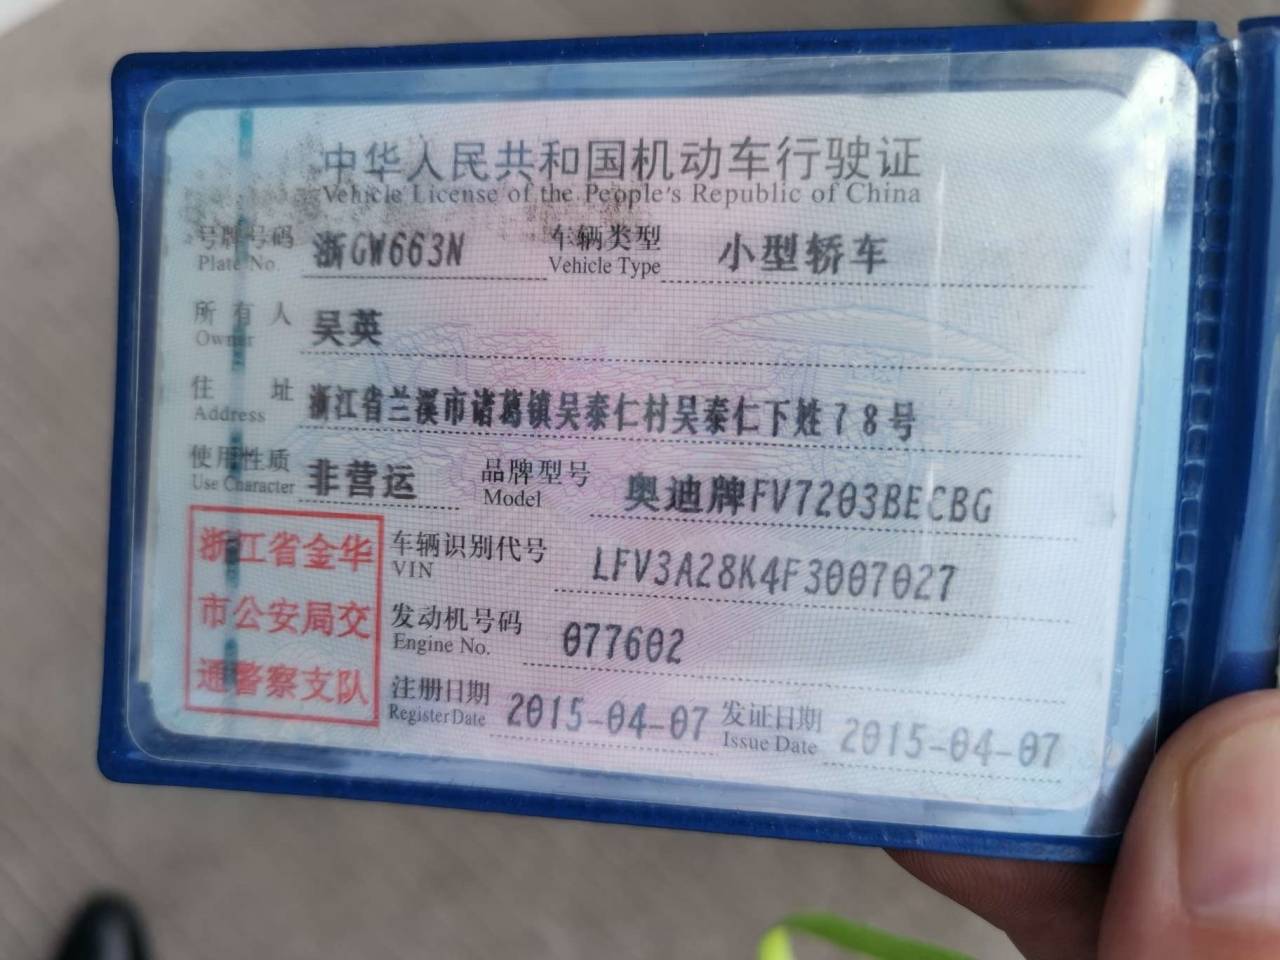 中华人民共和国机动车行驶证
Vehicle License of the People's Republic of China
号牌号码 浙GW663N 车辆类型 小型轿车
Plate No. Vehicle Type
所有人 吴英
Owner
住址 浙江省兰溪市诸葛镇吴泰仁村吴泰仁下姓78号
Address
使用性质 非营运 品牌型号 奥迪牌FV7203BECBG
Use Character Model
浙江省金华
市公安局交
通警察支队
车辆识别代号 LFV3A28K4F3007027
VIN
发动机号码 077602
Engine No.
注册日期 2015-04-07 发证日期 2015-04-07
Register Date Issue Date